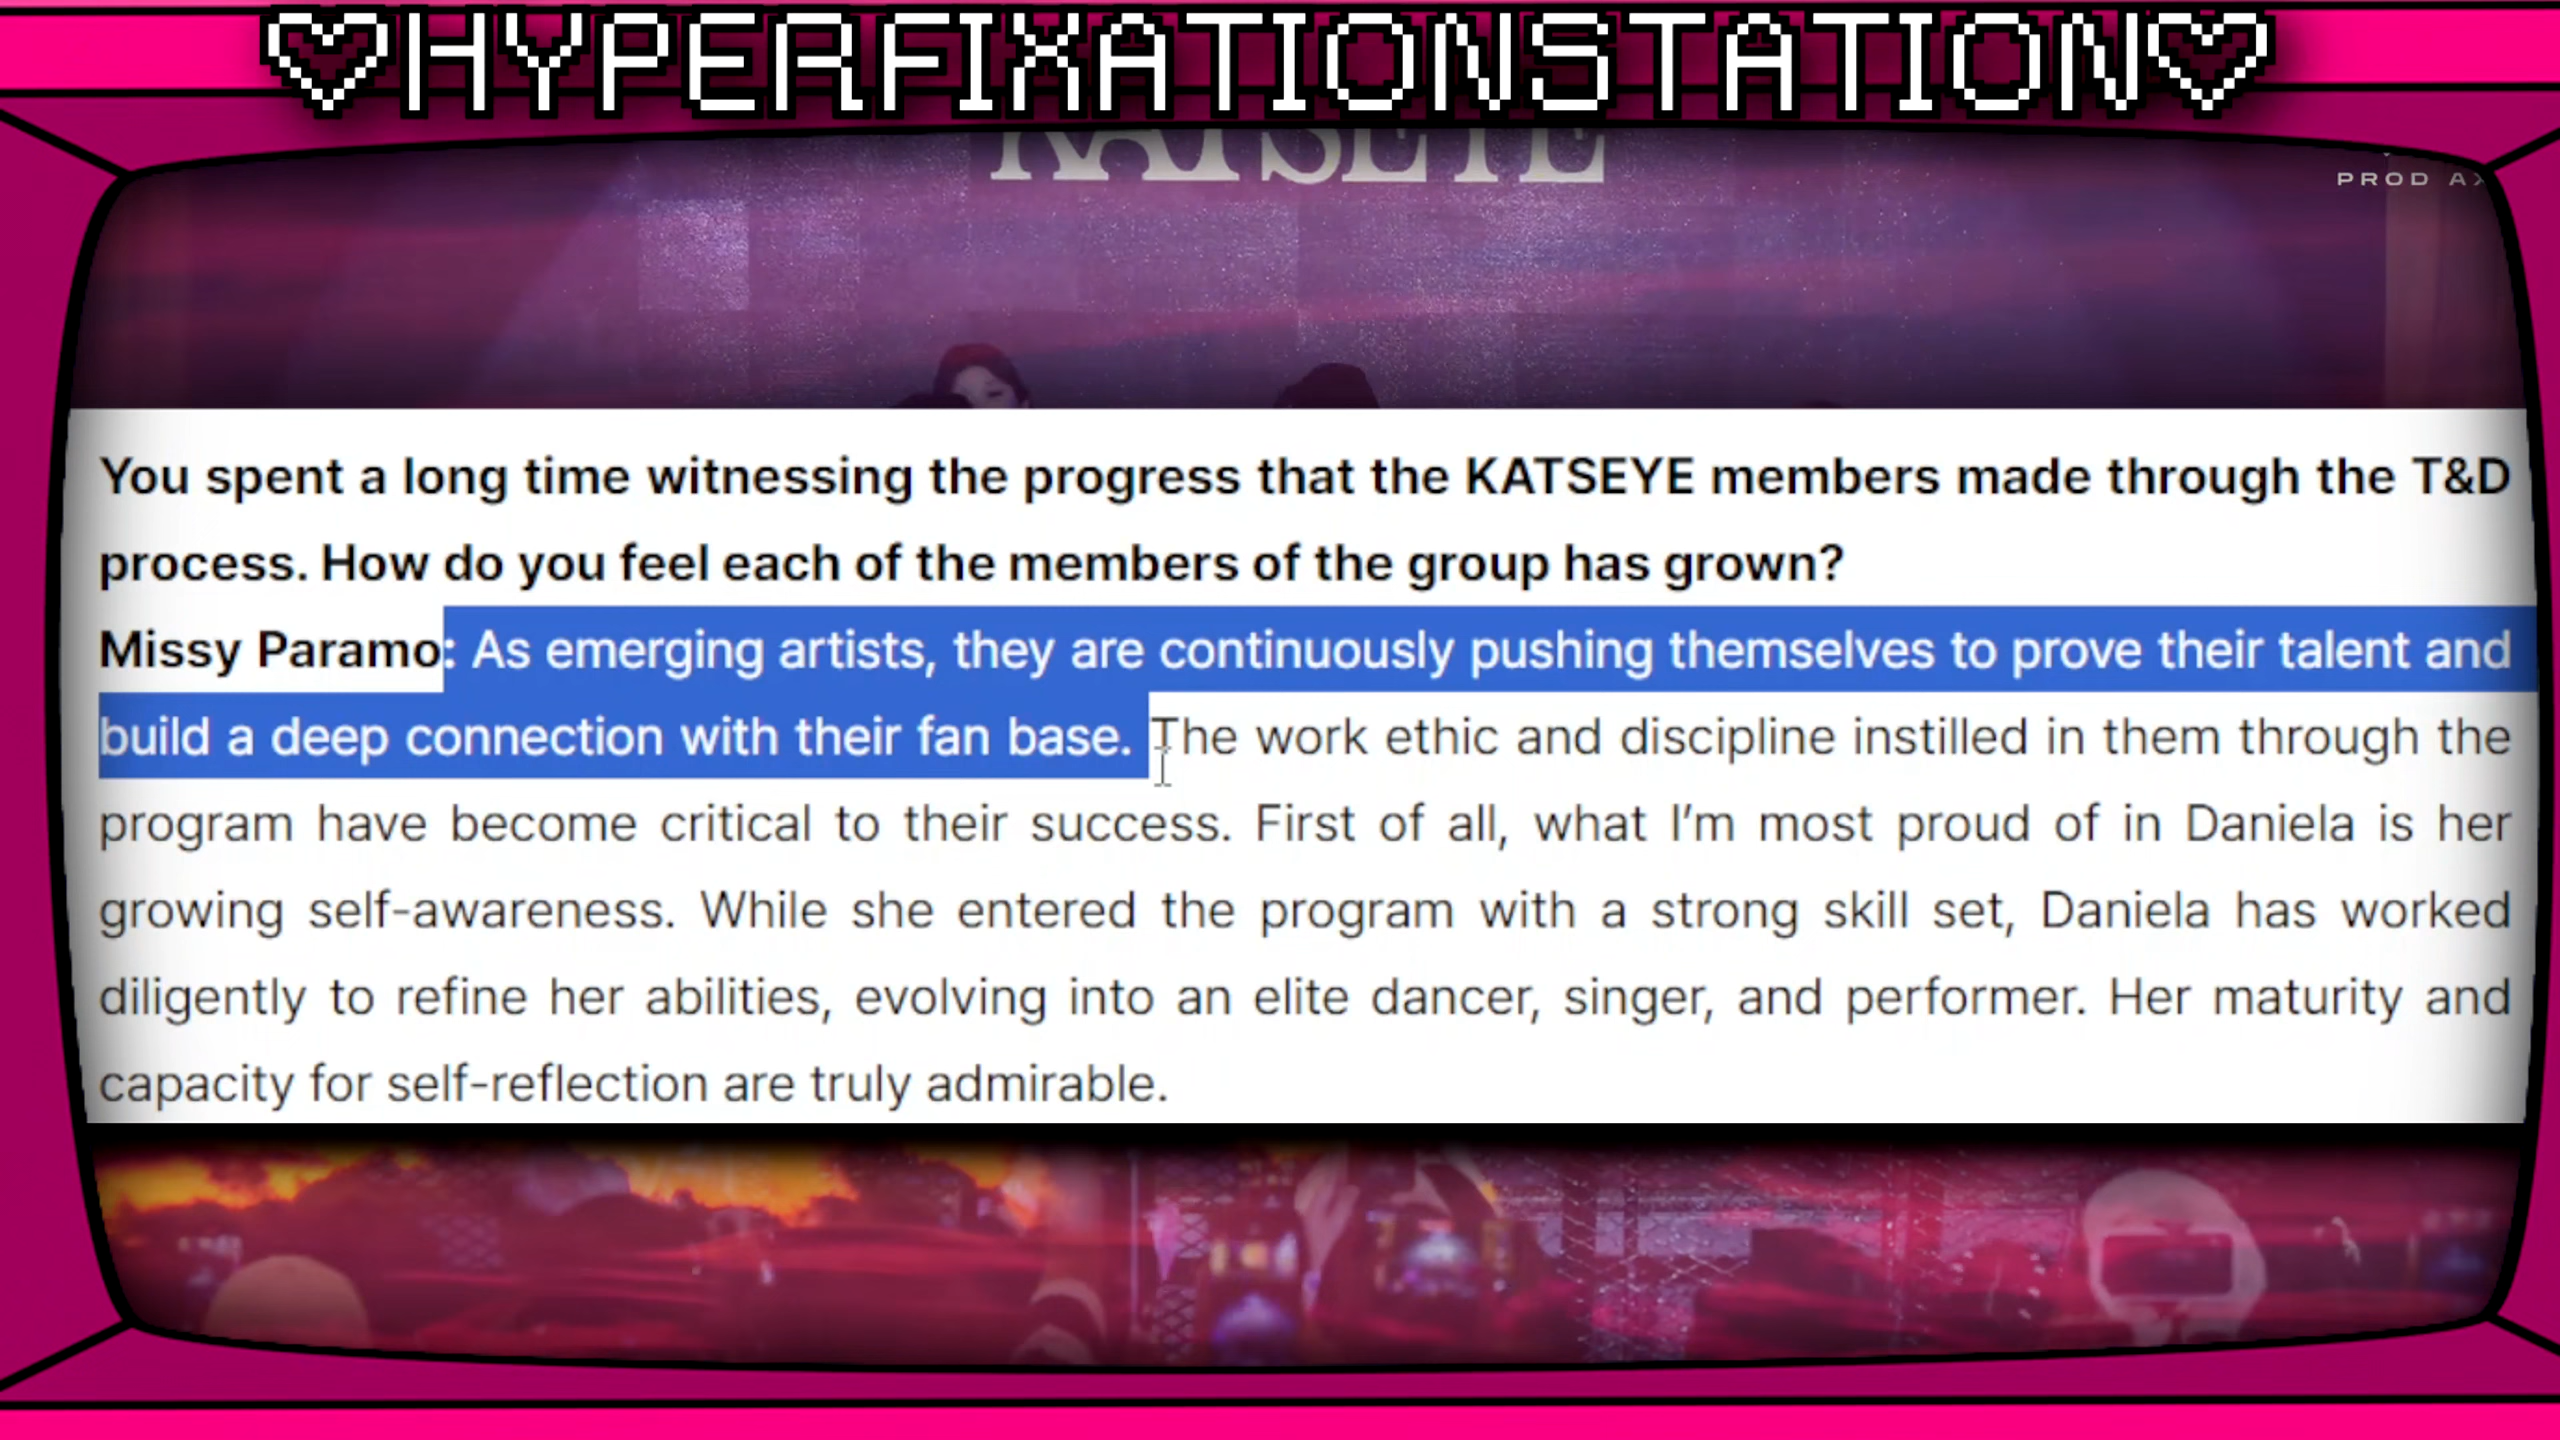 ♡HYPERFIXATIONSTATION♡
KATSEYE
PROD
You spent a long time witnessing the progress that the KATSEYE members made through the T&D
process. How do you feel each of the members of the group has grown?
Missy Paramo: As emerging artists, they are continuously pushing themselves to prove their talent and
build a deep connection with their fan base. The work ethic and discipline instilled in them through the
program have become critical to their success. First of all, what I’m most proud of in Daniela is her
growing self-awareness. While she entered the program with a strong skill set, Daniela has worked
diligently to refine her abilities, evolving into an elite dancer, singer, and performer. Her maturity and
capacity for self-reflection are truly admirable.